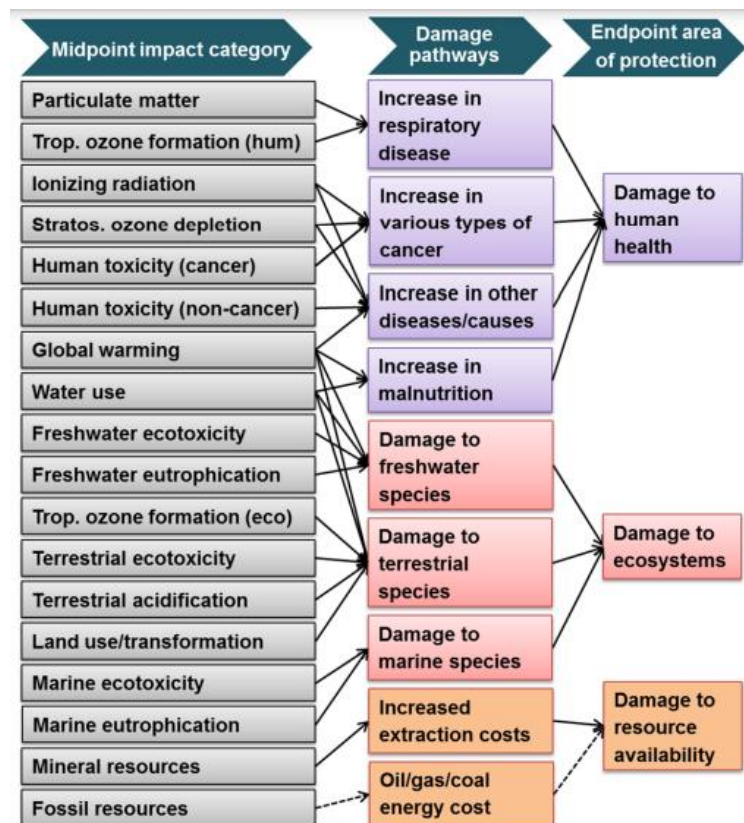 Midpoint impact category
Damage
pathways
Endpoint area
of protection
Particulate matter
Trop. ozone formation (hum)
Ionizing radiation
Stratos. ozone depletion
Human toxicity (cancer)
Human toxicity (non-cancer)
Global warming
Water use
Freshwater ecotoxicity
Freshwater eutrophication
Trop. ozone formation (eco)
Terrestrial ecotoxicity
Terrestrial acidification
Land use/transformation
Marine ecotoxicity
Marine eutrophication
Mineral resources
Fossil resources
Increase in
respiratory
disease
Increase in
various types of
cancer
Increase in other
diseases/causes
Increase in
malnutrition
Damage to
freshwater
species
Damage to
terrestrial
species
Damage to
marine species
Increased
extraction costs
Oil/gas/coal
energy cost
Damage to
human
health
Damage to
ecosystems
Damage to
resource
availability